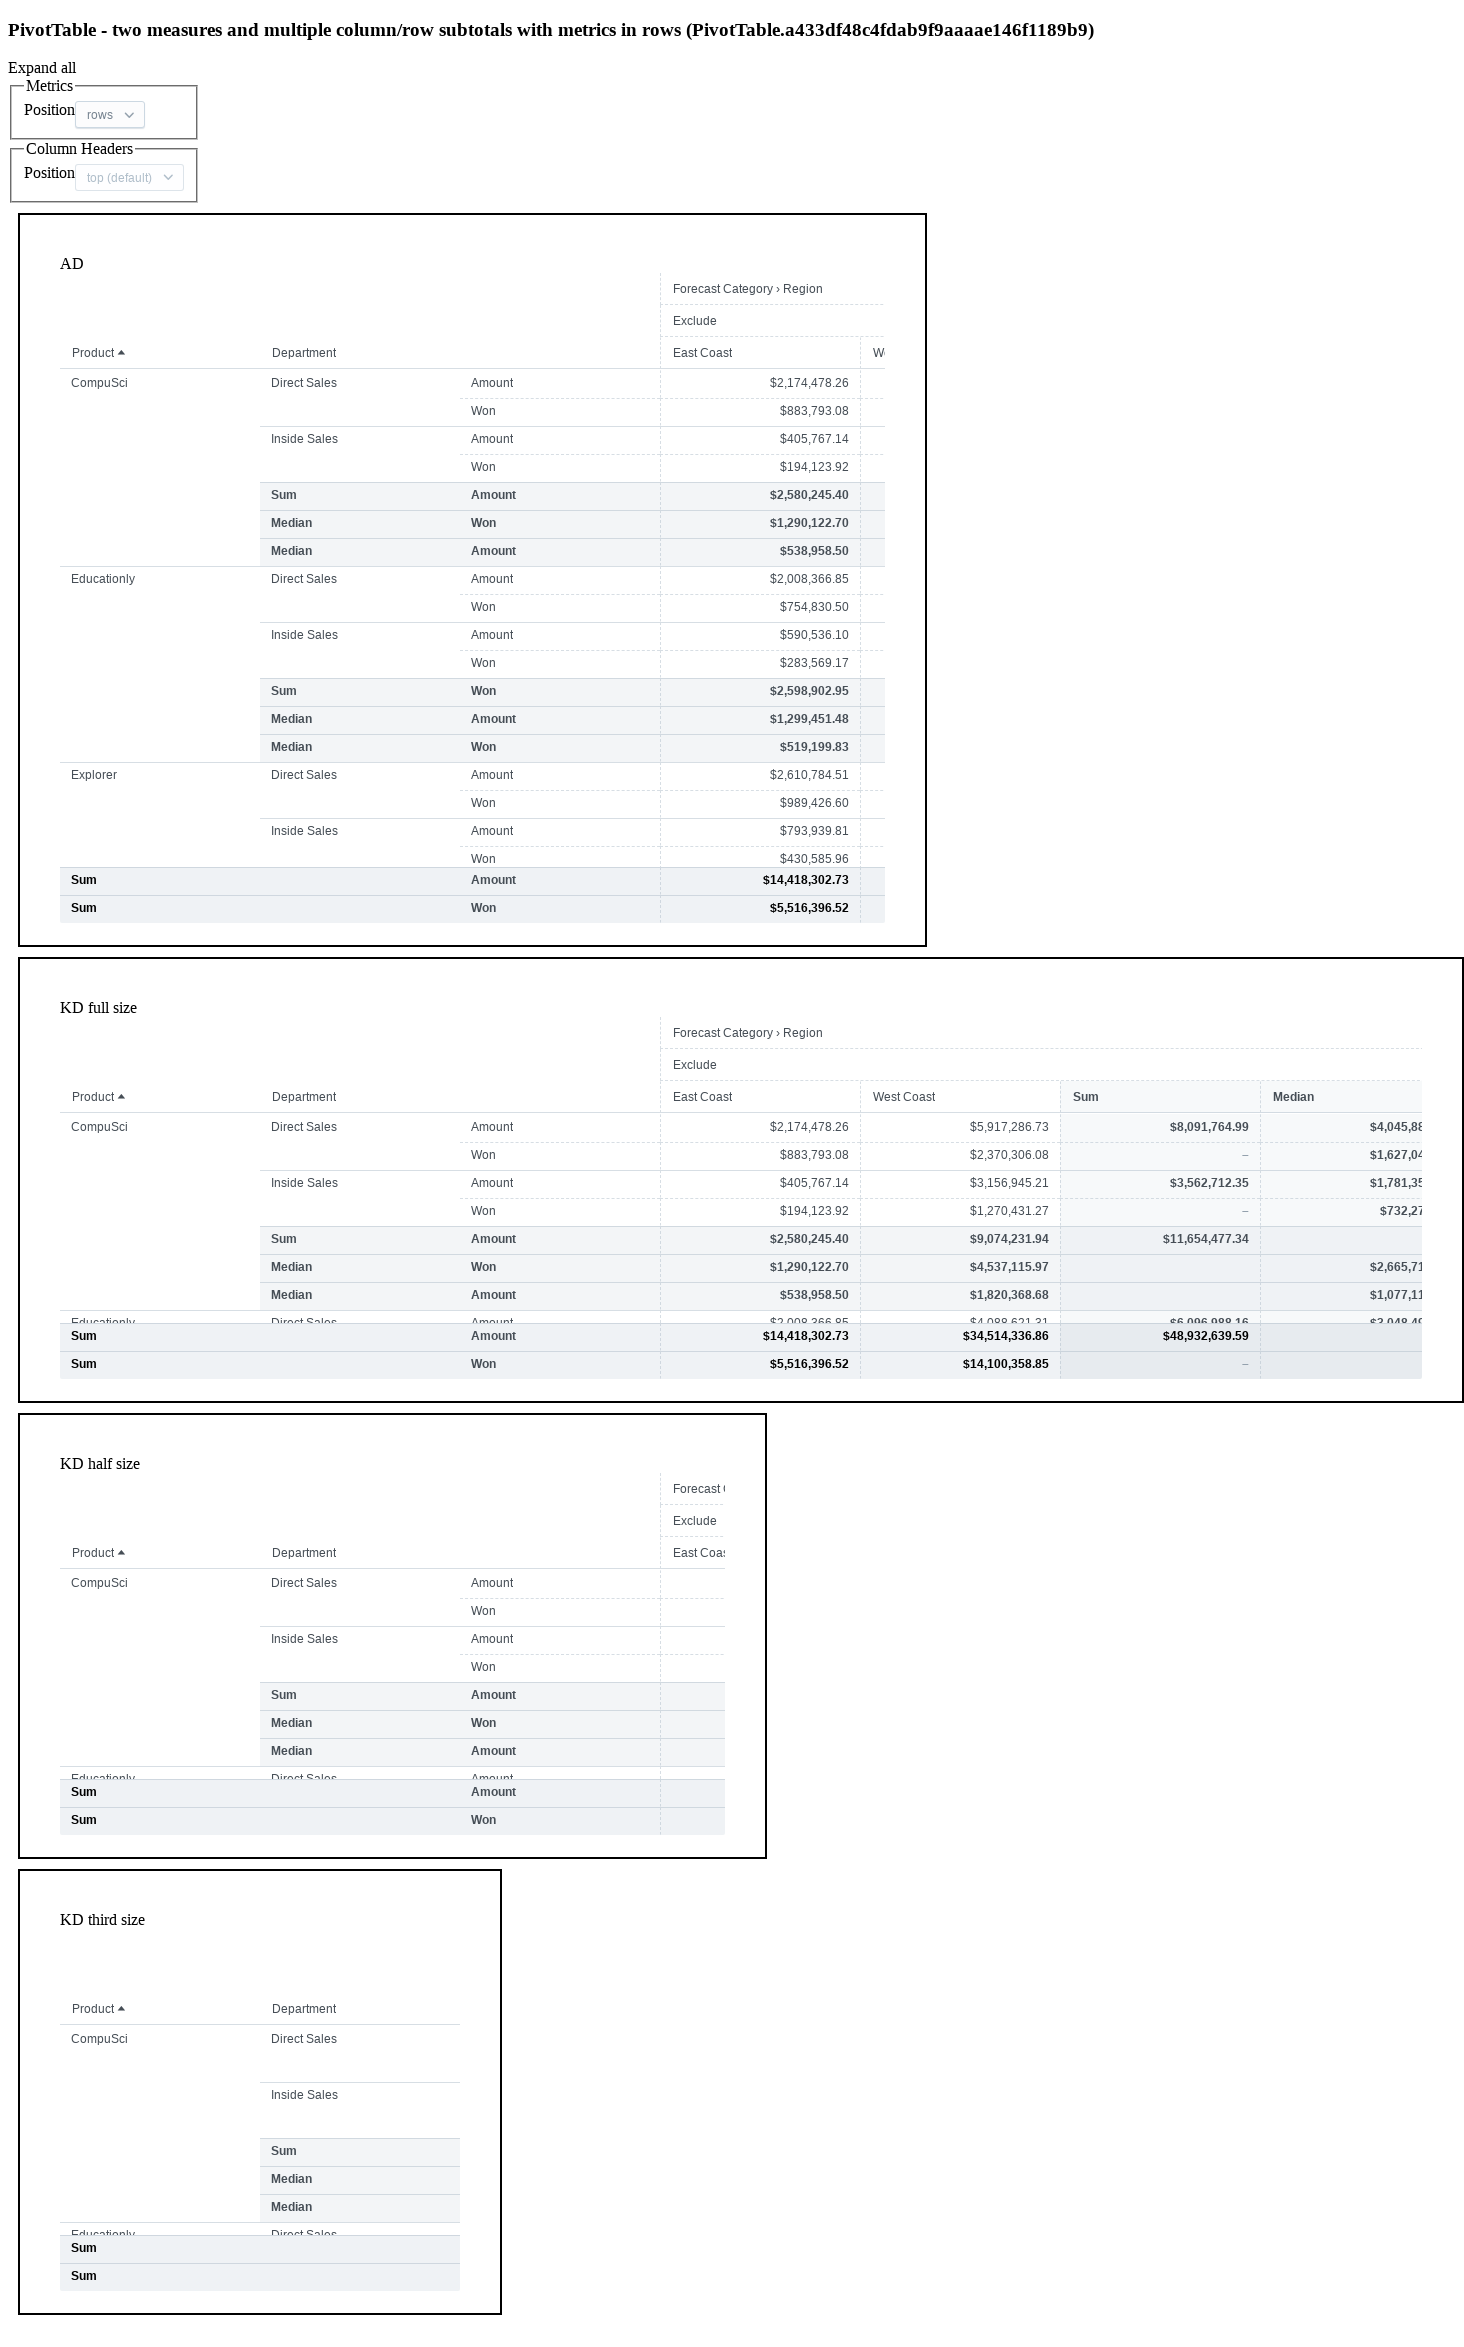 PivotTable - two measures and multiple column/row subtotals with metrics in rows (PivotTable.a433df48c4fdab9f9aaaae146f1189b9)
Expand all
Metrics
Position rows
Column Headers
Position top (default)
AD
Forecast Category › Region
Exclude
Product Department East Coast
CompuSci Direct Sales Amount $2,174,478.26
Won $883,793.08
Inside Sales Amount $405,767.14
Won $194,123.92
Sum Amount $2,580,245.40
Median Won $1,290,122.70
Median Amount $538,958.50
Educationly Direct Sales Amount $2,008,366.85
Won $754,830.50
Inside Sales Amount $590,536.10
Won $283,569.17
Sum Won $2,598,902.95
Median Amount $1,299,451.48
Median Won $519,199.83
Explorer Direct Sales Amount $2,610,784.51
Won $989,426.60
Inside Sales Amount $793,939.81
Won $430,585.96
Sum Amount $14,418,302.73
Sum Won $5,516,396.52
KD full size
Forecast Category › Region
Exclude
Product Department East Coast West Coast Sum Median
CompuSci Direct Sales Amount $2,174,478.26 $5,917,286.73 $8,091,764.99 $4,045,88
Won $883,793.08 $2,370,306.08 – $1,627,04
Inside Sales Amount $405,767.14 $3,156,945.21 $3,562,712.35 $1,781,35
Won $194,123.92 $1,270,431.27 – $732,27
Sum Amount $2,580,245.40 $9,074,231.94 $11,654,477.34
Median Won $1,290,122.70 $4,537,115.97 $2,665,71
Median Amount $538,958.50 $1,820,368.68 $1,077,11
Educationly Direct Sales Amount $2,008,366.85 $4,088,621.31 $6,096,988.16 $3,048,49
Sum Amount $14,418,302.73 $34,514,336.86 $48,932,639.59
Sum Won $5,516,396.52 $14,100,358.85 –
KD half size
Forecast
Exclude
Product Department East Coas
CompuSci Direct Sales Amount
Won
Inside Sales Amount
Won
Sum Amount
Median Won
Median Amount
Educationly Direct Sales Amount
Sum Amount
Sum Won
KD third size
Product Department
CompuSci Direct Sales
Inside Sales
Sum
Median
Median
Educationly Direct Sales
Sum
Sum